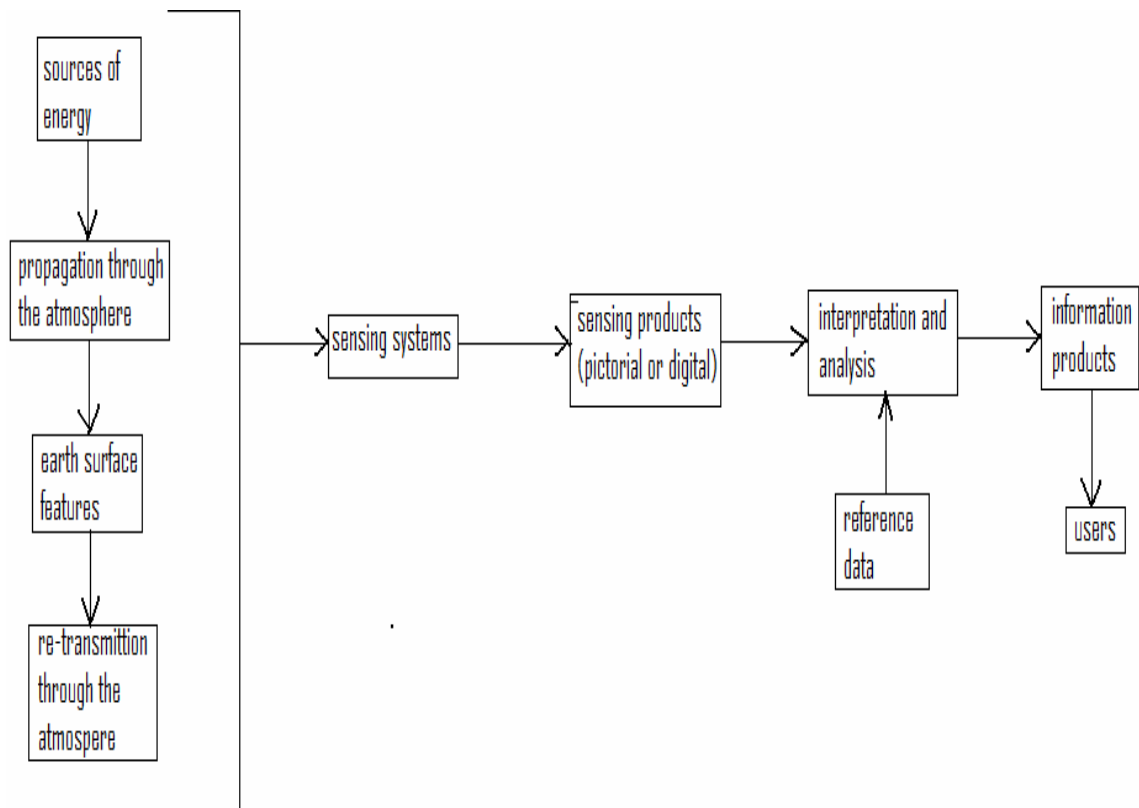 sources of
energy
propagation through
the atmosphere
earth surface
features
re-transmittion
through the
atmospere
sensing systems
sensing products
(pictorial or digital)
interpretation and
analysis
reference
data
information
products
users